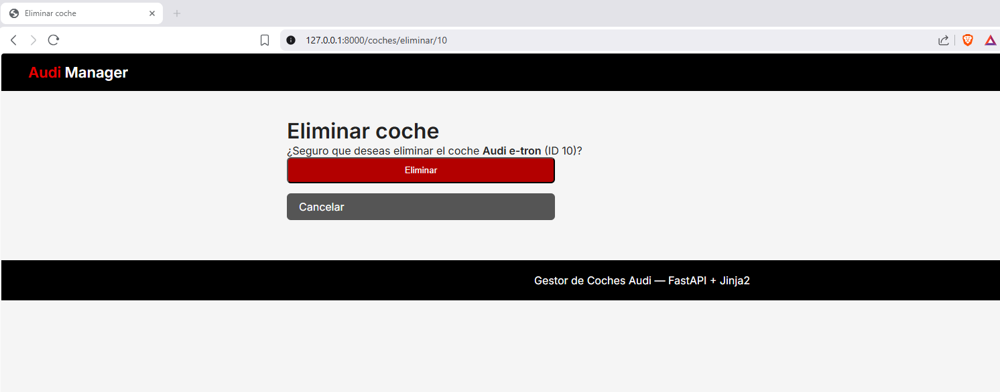 Eliminar coche
127.0.0.1:8000/coches/eliminar/10
Audi Manager
Eliminar coche
¿Seguro que deseas eliminar el coche Audi e-tron (ID 10)?
Eliminar
Cancelar
Gestor de Coches Audi — FastAPI + Jinja2